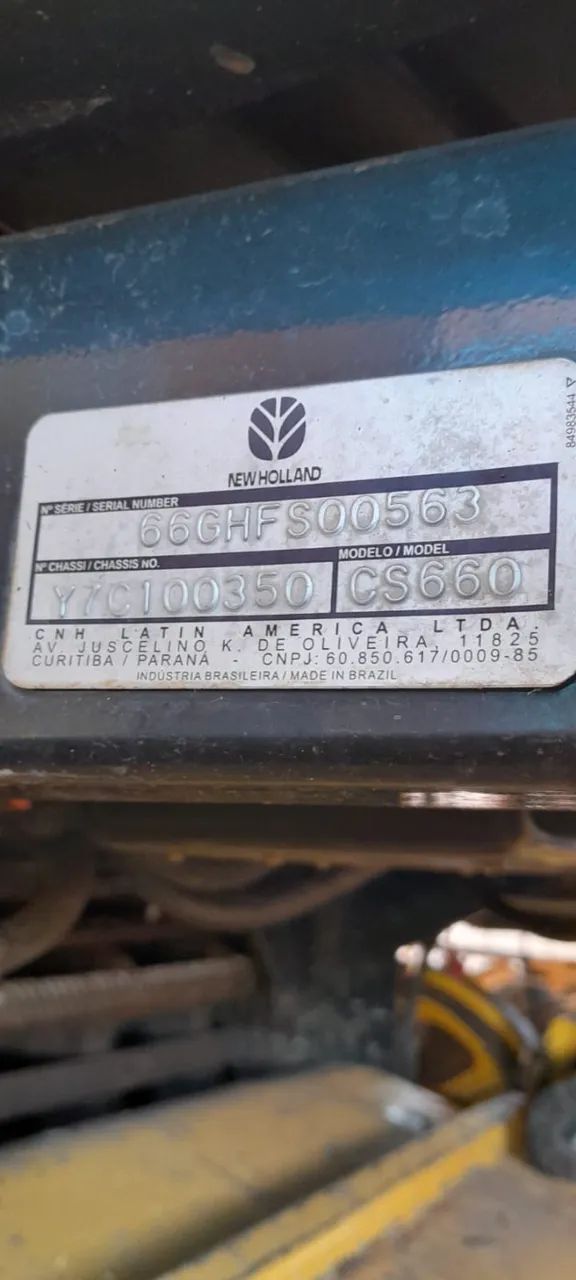 NEW HOLLAND
Nº SÉRIE / SERIAL NUMBER
66GHFS00563
Nº CHASSI / CHASSIS NO.
MODELO / MODEL
Y7C100350
CS660
CNH LATIN AMERICA LTDA.
AV. JUSCELINO K. DE OLIVEIRA, 11825
CURITIBA / PARANÁ - CNPJ: 60.850.617/0009-85
INDÚSTRIA BRASILEIRA / MADE IN BRAZIL
84983544